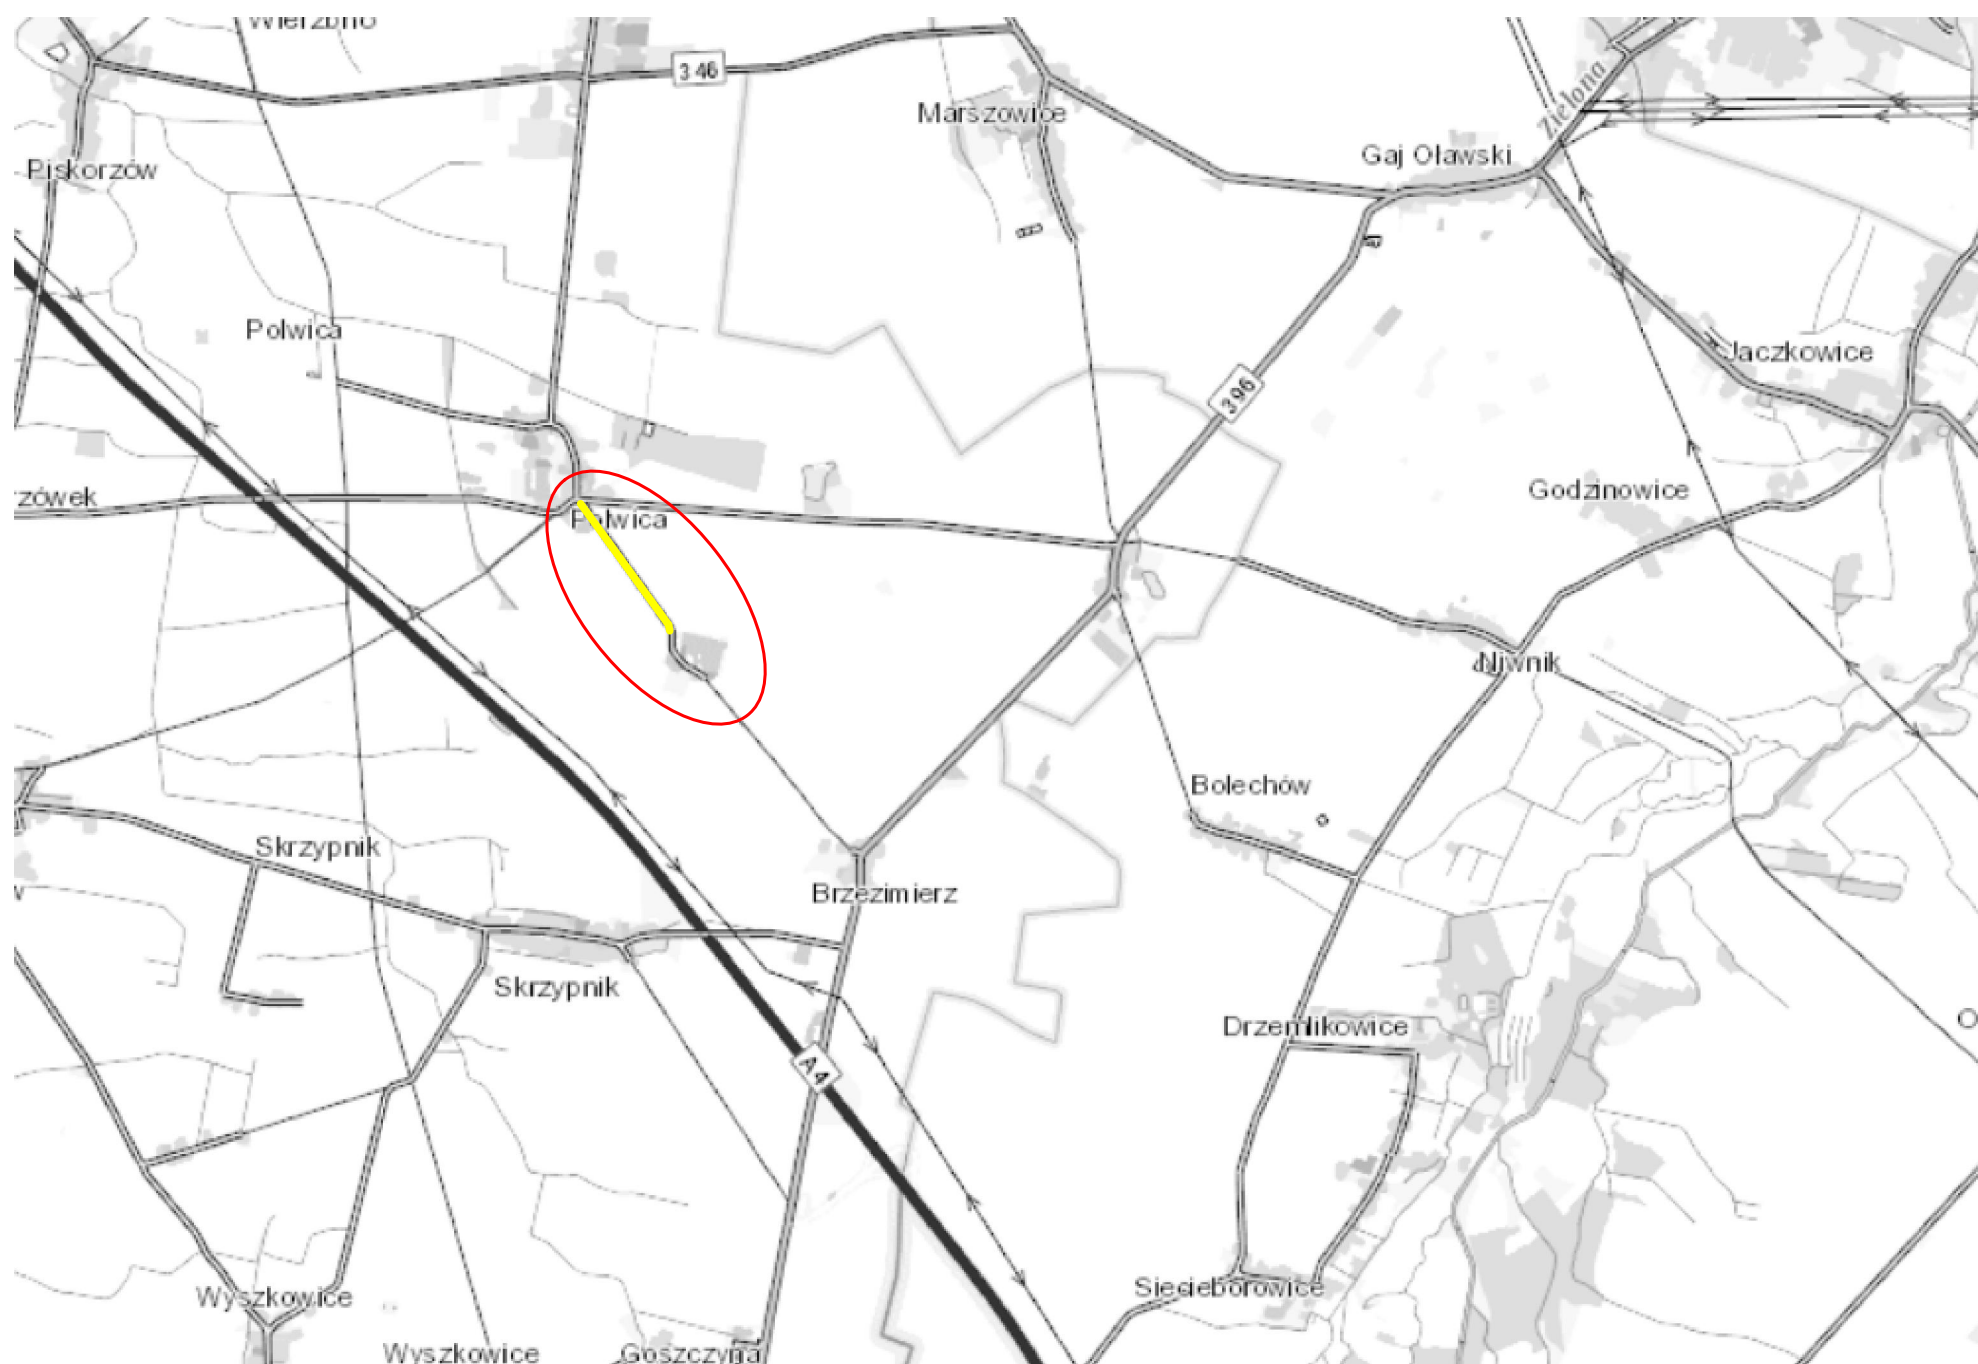 Wierzbno
346
Marszowice
Zielona
Gaj Oławski
Piskorzów
Polwica
Jaczkowice
396
rzówek
Godzinowice
Polwica
Niwnik
Bolechów
Skrzypnik
Brzezimierz
Skrzypnik
O
Drzemlikowice
A4
Siecieborowice
Wyszkowice
Wyszkowice
Goszczyna